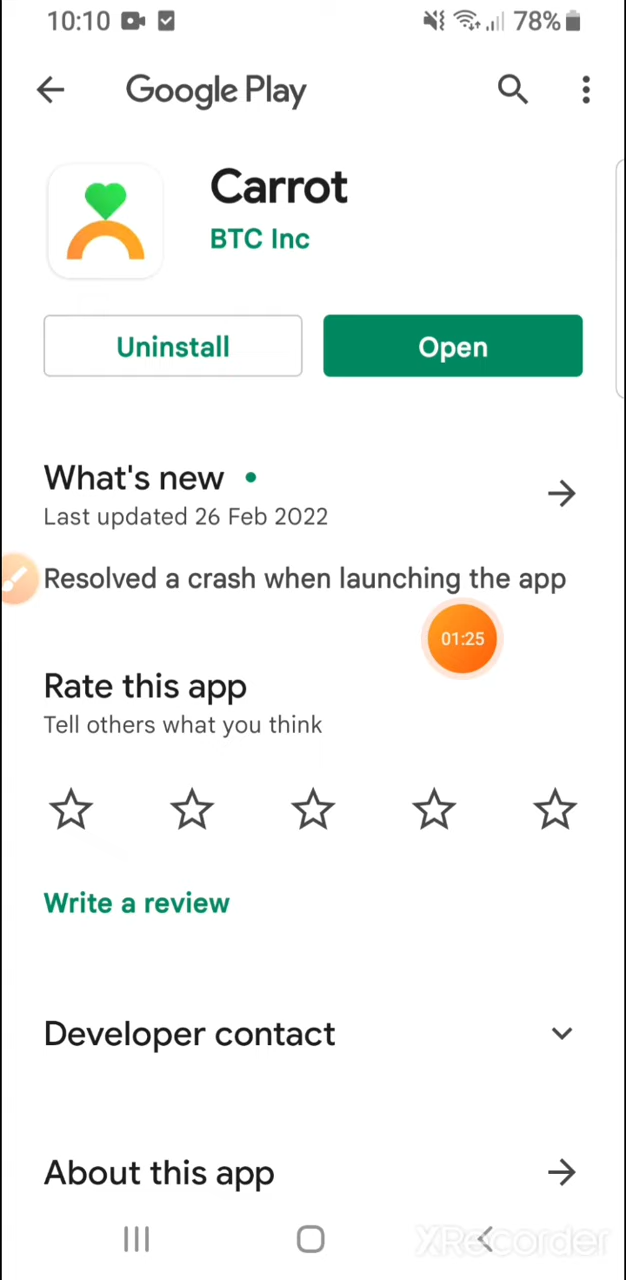 10:10 78%
Google Play
Carrot
BTC Inc
Uninstall Open
What's new
Last updated 26 Feb 2022
Resolved a crash when launching the app
01:25
Rate this app
Tell others what you think
Write a review
Developer contact
About this app
XRecorder